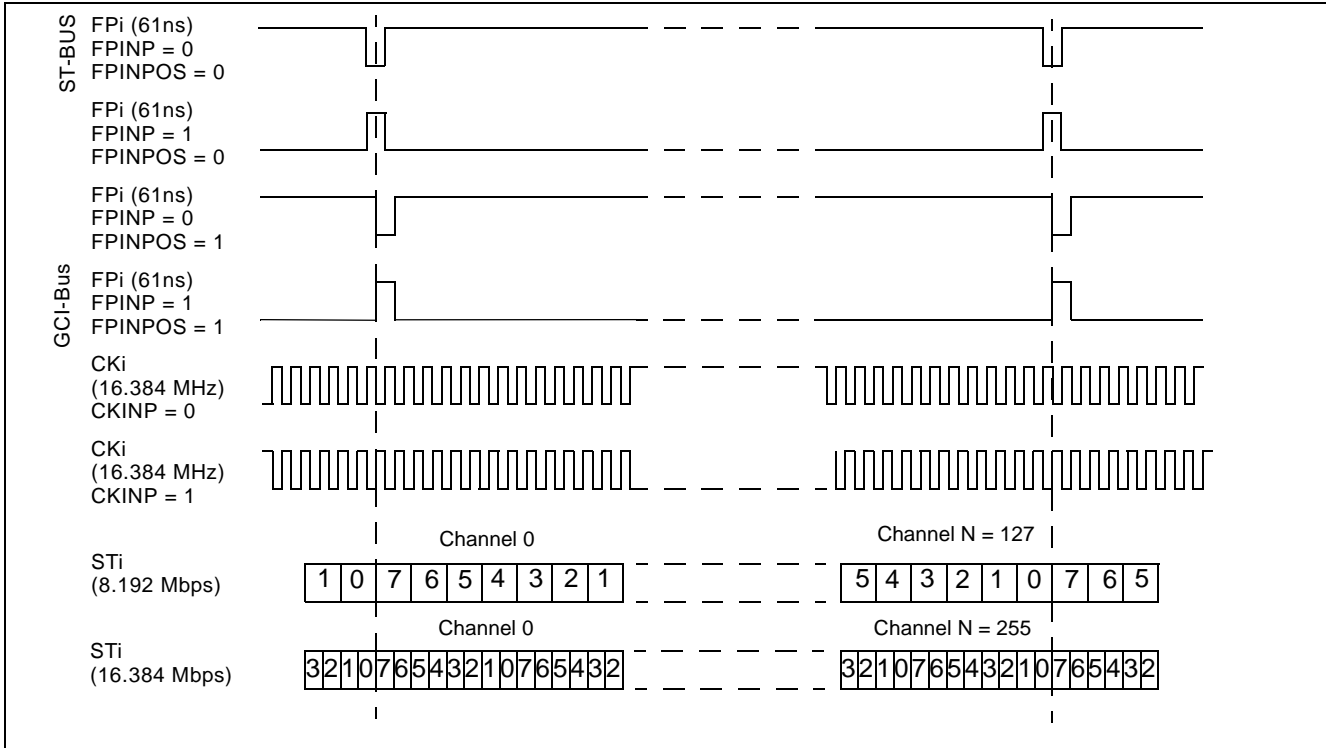 ST-BUS
FPi (61ns)
FPINP = 0
FPINPOS = 0
FPi (61ns)
FPINP = 1
FPINPOS = 0
FPi (61ns)
FPINP = 0
FPINPOS = 1
GCI-Bus
FPi (61ns)
FPINP = 1
FPINPOS = 1
CKi
(16.384 MHz)
CKINP = 0
CKi
(16.384 MHz)
CKINP = 1
Channel 0
Channel N = 127
STi
(8.192 Mbps)
1 0 7 6 5 4 3 2 1
5 4 3 2 1 0 7 6 5
Channel 0
Channel N = 255
STi
(16.384 Mbps)
3 2 1 0 7 6 5 4 3 2 1 0 7 6 5 4 3 2
3 2 1 0 7 6 5 4 3 2 1 0 7 6 5 4 3 2